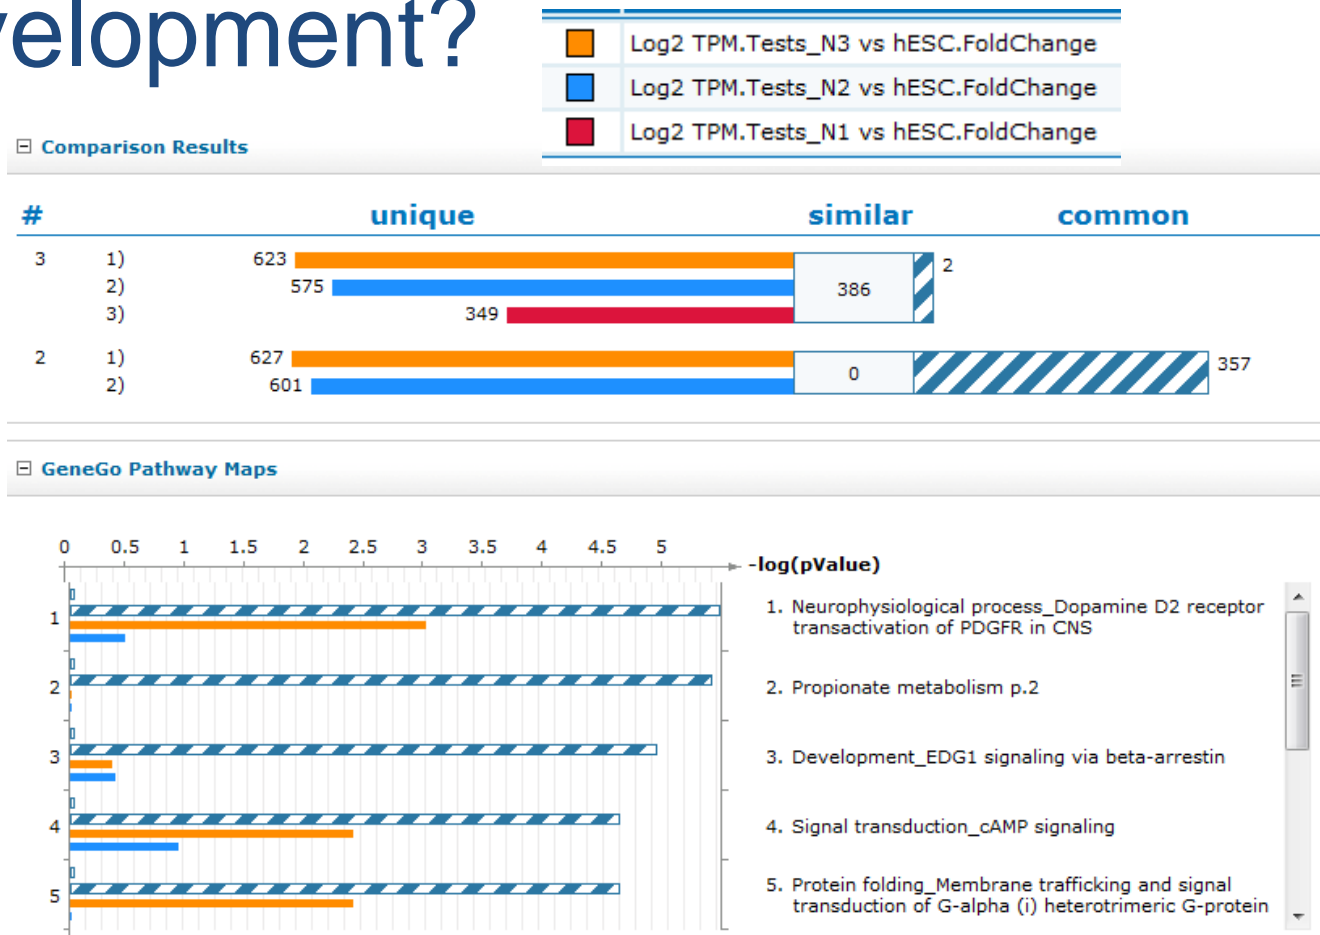 velopment?
Log2 TPM.Tests_N3 vs hESC.FoldChange
Log2 TPM.Tests_N2 vs hESC.FoldChange
Log2 TPM.Tests_N1 vs hESC.FoldChange
Comparison Results
# unique similar common
3 1) 623 386 2
2) 575
3) 349
2 1) 627 0 357
2) 601
GeneGo Pathway Maps
0 0.5 1 1.5 2 2.5 3 3.5 4 4.5 5
-log(pValue)
1 1. Neurophysiological process_Dopamine D2 receptor
transactivation of PDGFR in CNS
2 2. Propionate metabolism p.2
3 3. Development_EDG1 signaling via beta-arrestin
4 4. Signal transduction_cAMP signaling
5 5. Protein folding_Membrane trafficking and signal
transduction of G-alpha (i) heterotrimeric G-protein